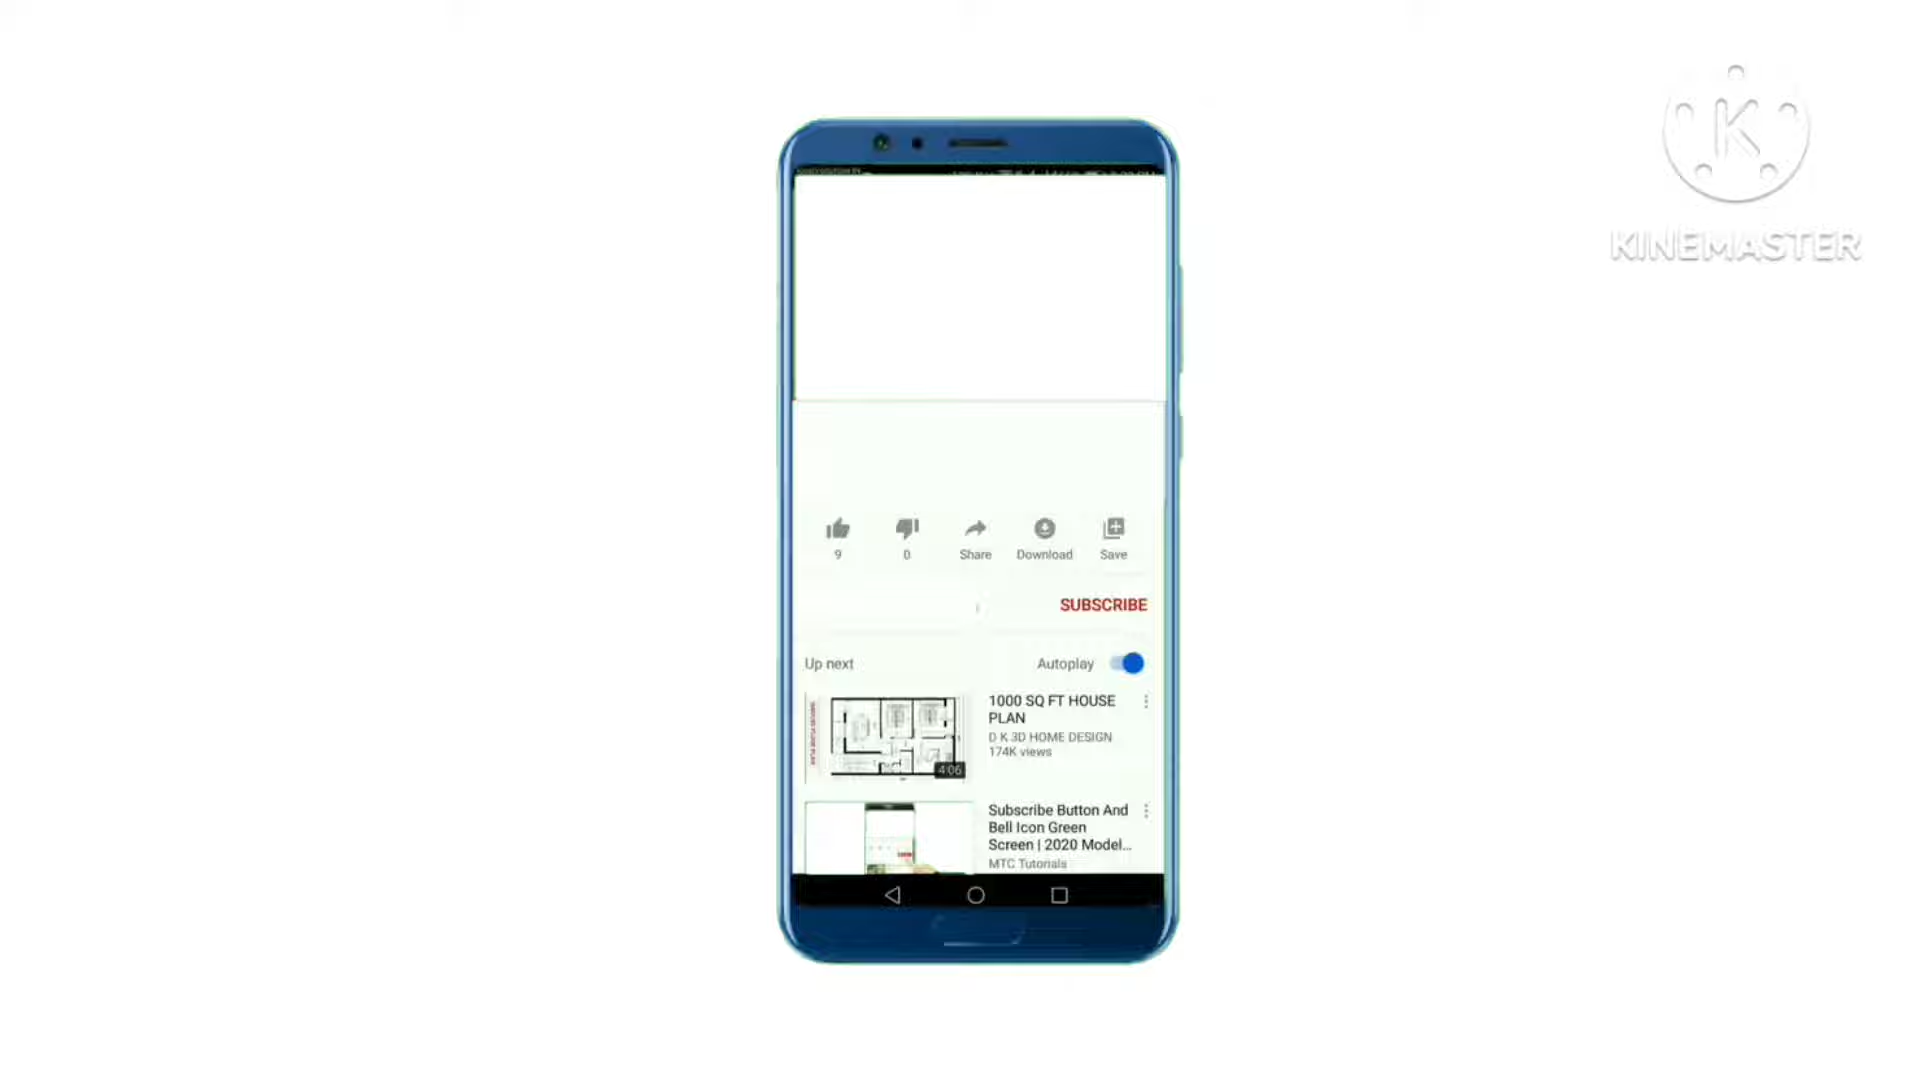 KINEMASTER
9
0
Share
Download
Save
SUBSCRIBE
Up next
Autoplay
1000 SQ FT HOUSE
PLAN
D K 3D HOME DESIGN
174K views
4:06
Subscribe Button And
Bell Icon Green
Screen | 2020 Model...
MTC Tutorials